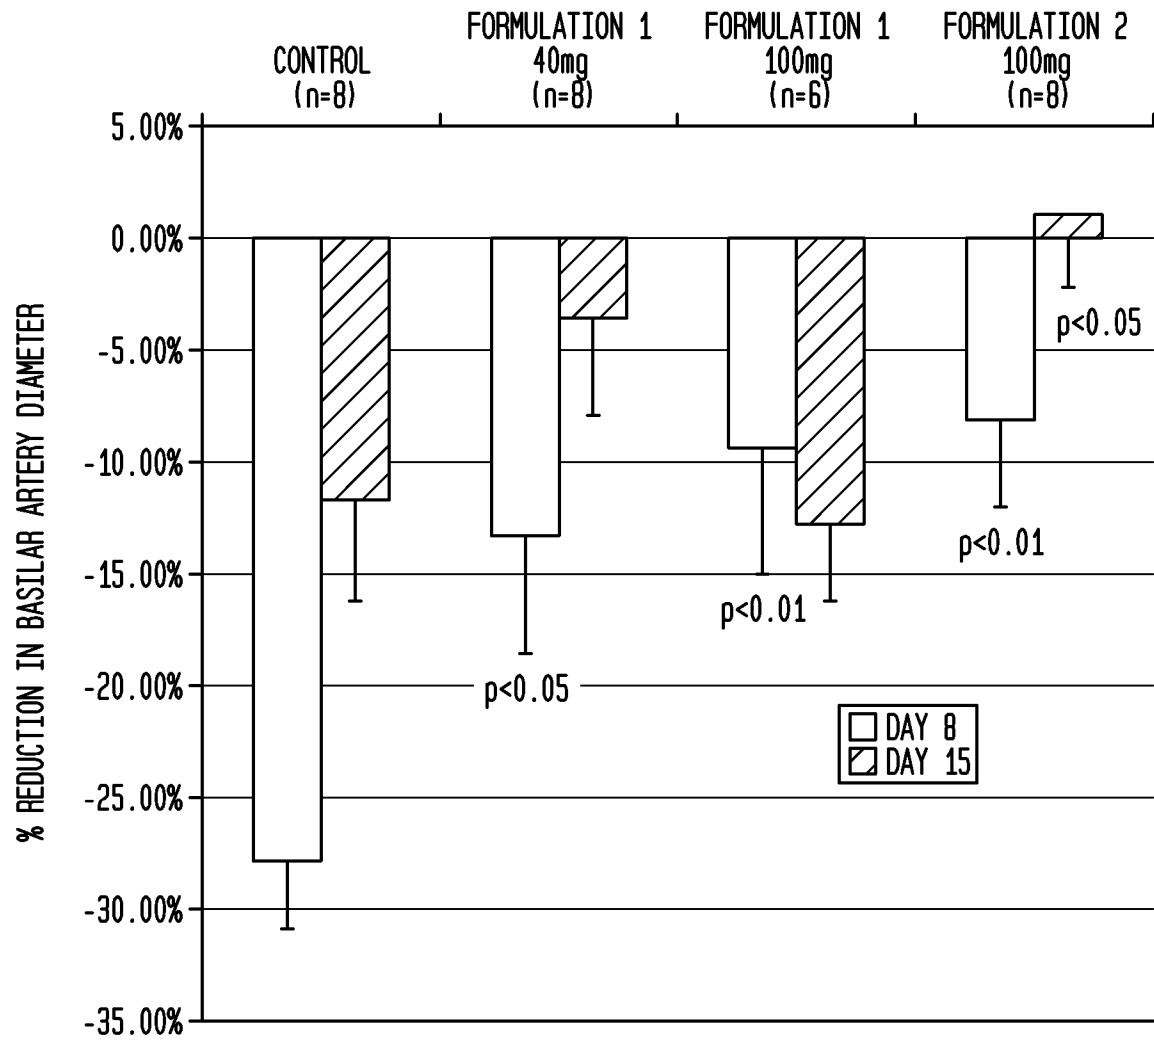 CONTROL
(n=8)
FORMULATION 1
40mg
(n=8)
FORMULATION 1
100mg
(n=6)
FORMULATION 2
100mg
(n=8)
% REDUCTION IN BASILAR ARTERY DIAMETER
5.00%
0.00%
-5.00%
-10.00%
-15.00%
-20.00%
-25.00%
-30.00%
-35.00%
p<0.05
p<0.01
p<0.01
p<0.05
DAY 8
DAY 15